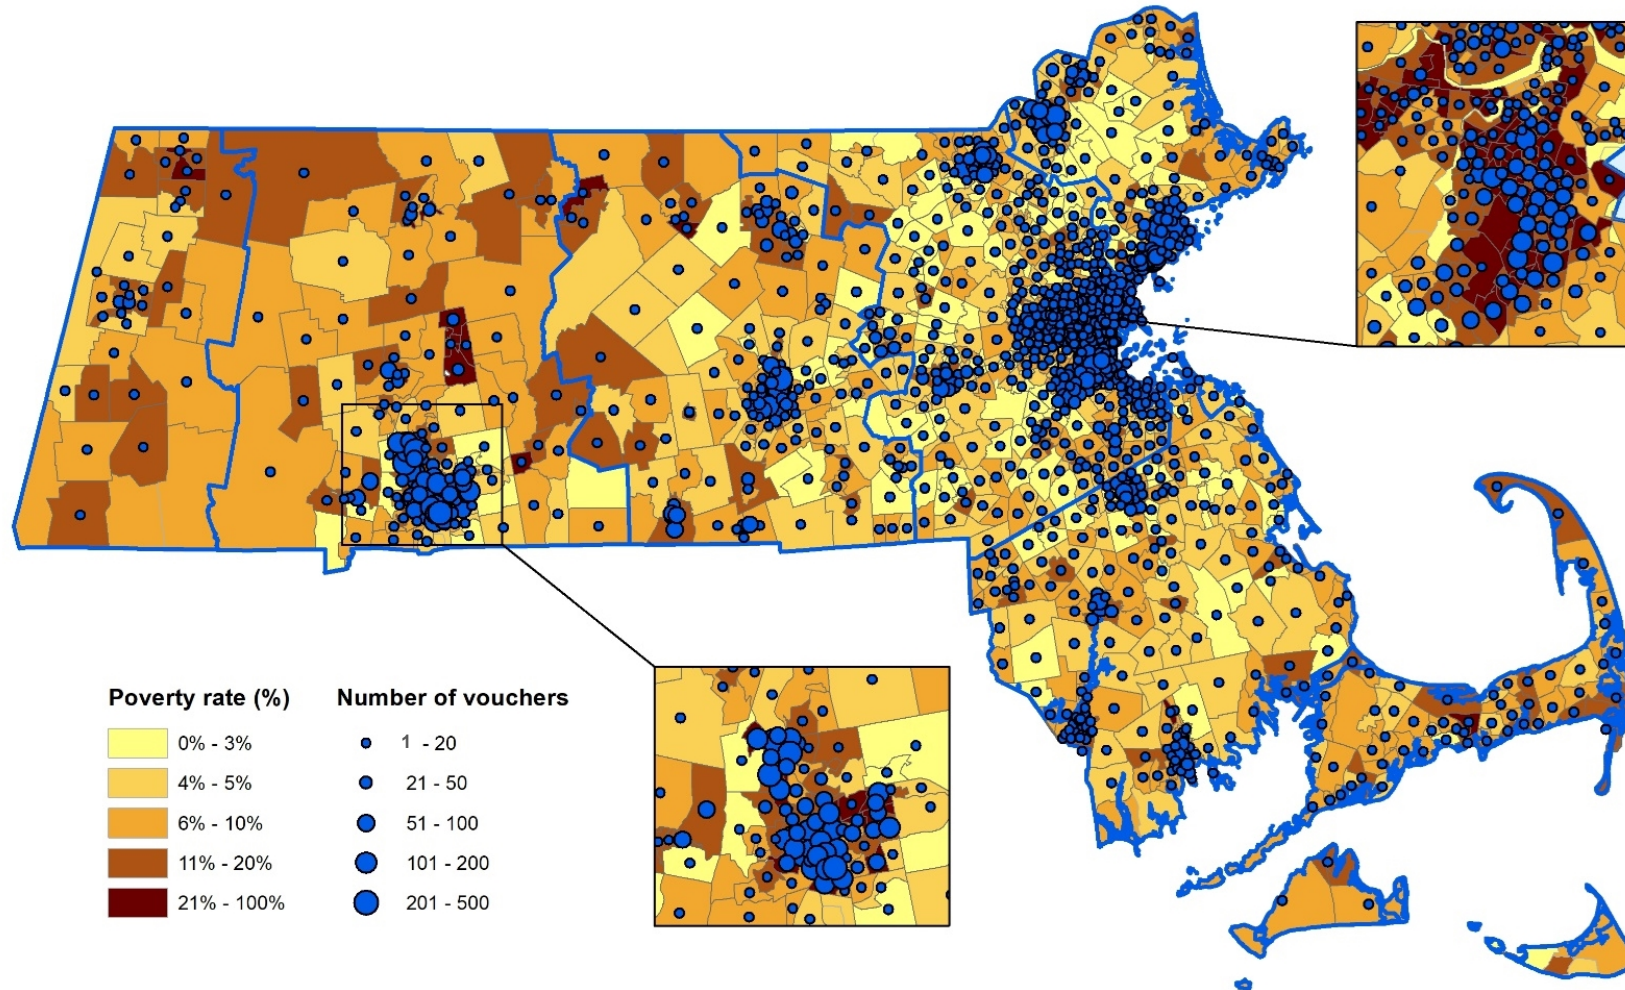 Poverty rate (%)
0% - 3%
4% - 5%
6% - 10%
11% - 20%
21% - 100%
Number of vouchers
1 - 20
21 - 50
51 - 100
101 - 200
201 - 500